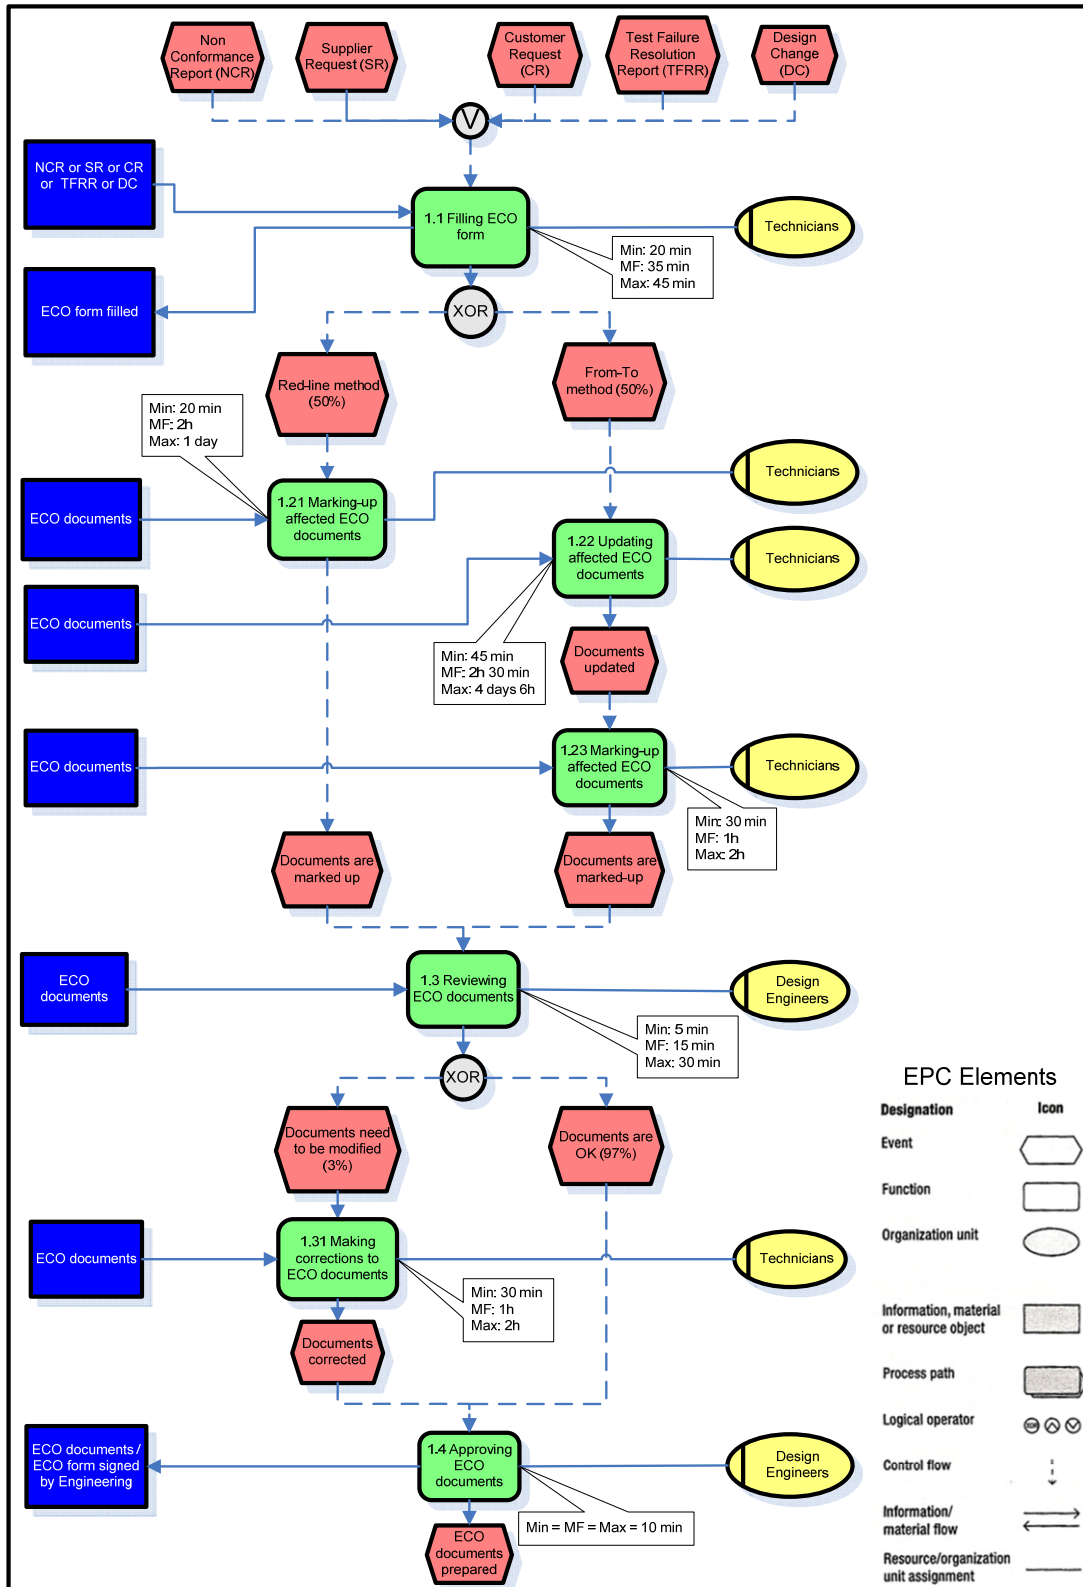 Non
Conformance
Report (NCR)
Supplier
Request (SR)
Customer
Request
(CR)
Test Failure
Resolution
Report (TFRR)
Design
Change
(DC)
V
NCR or SR or CR
or TFRR or DC
1.1 Filling ECO
form
Technicians
Min: 20 min
MF: 35 min
Max: 45 min
ECO form fiilled
XOR
Red-line method
(50%)
From-To
method (50%)
Min: 20 min
MF: 2h
Max: 1 day
Technicians
ECO documents
1.21 Marking-up
affected ECO
documents
1.22 Updating
affected ECO
documents
Technicians
ECO documents
Min: 45 min
MF: 2h 30 min
Max: 4 days 6h
Documents
updated
ECO documents
1.23 Marking-up
affected ECO
documents
Technicians
Min: 30 min
MF: 1h
Max: 2h
Documents are
marked up
Documents are
marked-up
ECO
documents
1.3 Reviewing
ECO documents
Design
Engineers
Min: 5 min
MF: 15 min
Max: 30 min
XOR
Documents need
to be modified
(3%)
Documents are
OK (97%)
ECO documents
1.31 Making
corrections to
ECO documents
Technicians
Min: 30 min
MF: 1h
Max: 2h
Documents
corrected
ECO documents /
ECO form signed
by Engineering
1.4 Approving
ECO
documents
Design
Engineers
Min = MF = Max = 10 min
ECO
documents
prepared
EPC Elements
Designation Icon
Event
Function
Organization unit
Information, material
or resource object
Process path
Logical operator
Control flow
Information/
material flow
Resource/organization
unit assignment